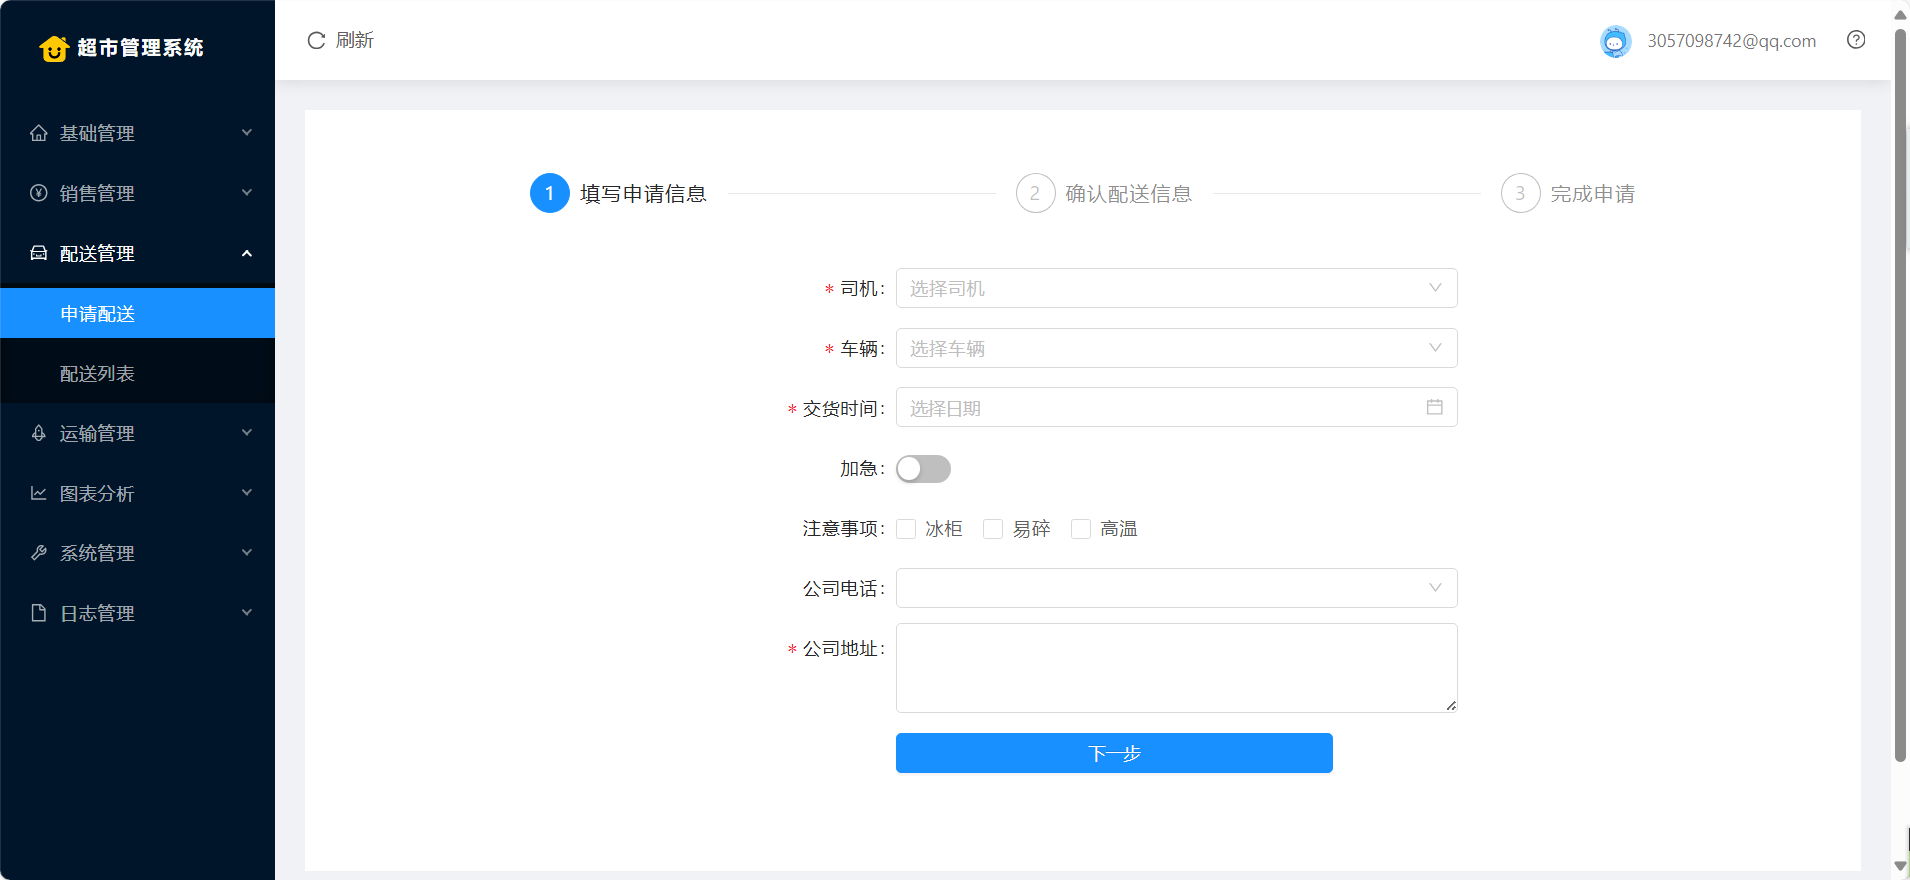 超市管理系统
刷新
3057098742@qq.com
基础管理
销售管理
配送管理
申请配送
配送列表
运输管理
图表分析
系统管理
日志管理
1 填写申请信息
2 确认配送信息
3 完成申请
* 司机: 选择司机
* 车辆: 选择车辆
* 交货时间: 选择日期
加急:
注意事项: 冰柜 易碎 高温
公司电话:
* 公司地址:
下一步